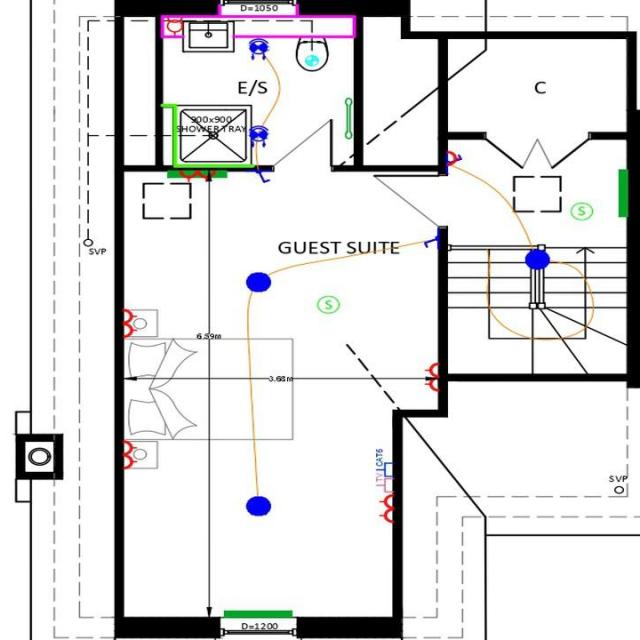 D=1050
E/S
900x900
SHOWER TRAY
C
S
SVP
GUEST SUITE
S
6.59m
3.68m
CAT6
TV
SVP
D=1200